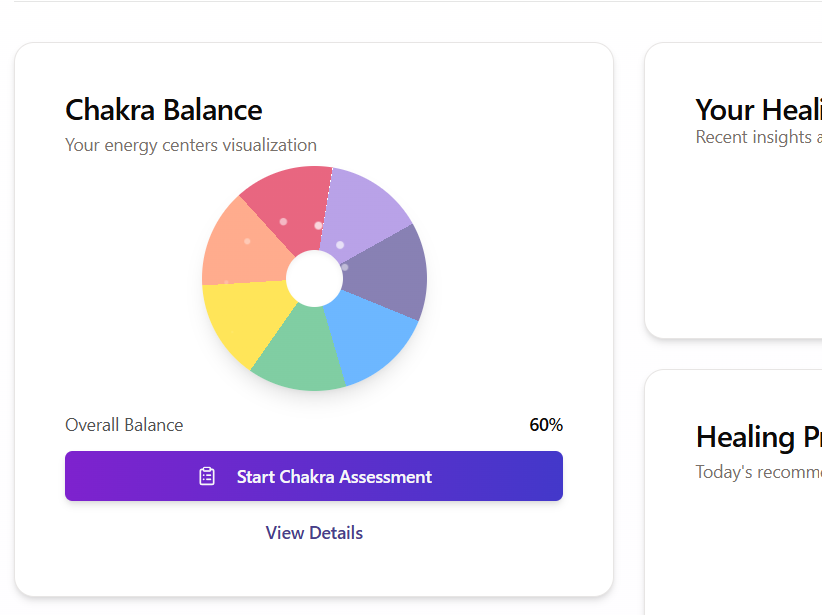 Chakra Balance
Your energy centers visualization
Overall Balance
60%
Start Chakra Assessment
View Details
Your Heali
Recent insights a
Healing Pr
Today's recomme